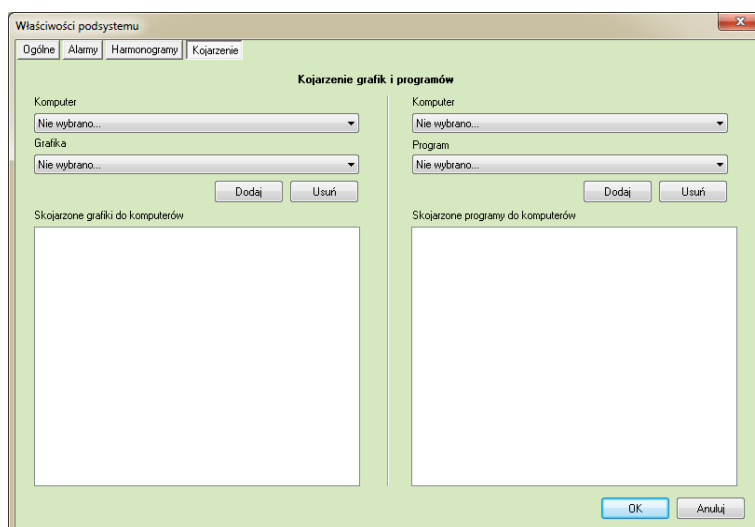 Właściwości podsystemu
Ogólne Alarmy Harmonogramy Kojarzenie
Kojarzenie grafik i programów
Komputer
Nie wybrano...
Grafika
Nie wybrano...
Dodaj Usuń
Skojarzone grafiki do komputerów
Komputer
Nie wybrano...
Program
Nie wybrano...
Dodaj Usuń
Skojarzone programy do komputerów
OK Anuluj